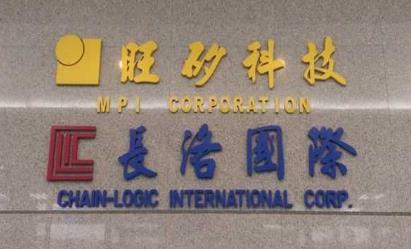 旺矽科技
MPI CORPORATION
長洛國際
CHAIN-LOGIC INTERNATIONAL CORP.